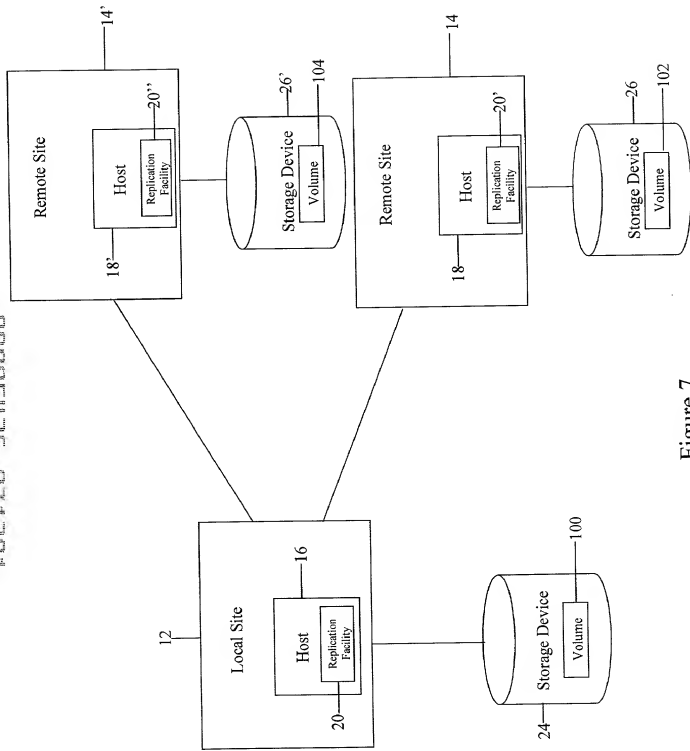 14'
Remote Site
Host
Replication
Facility
20''
18'
26'
Storage Device
104
Volume
14
Remote Site
Host
Replication
Facility
20'
18
26
Storage Device
102
Volume
12
Local Site
16
Host
Replication
Facility
20
Storage Device
100
Volume
24
Figure 7